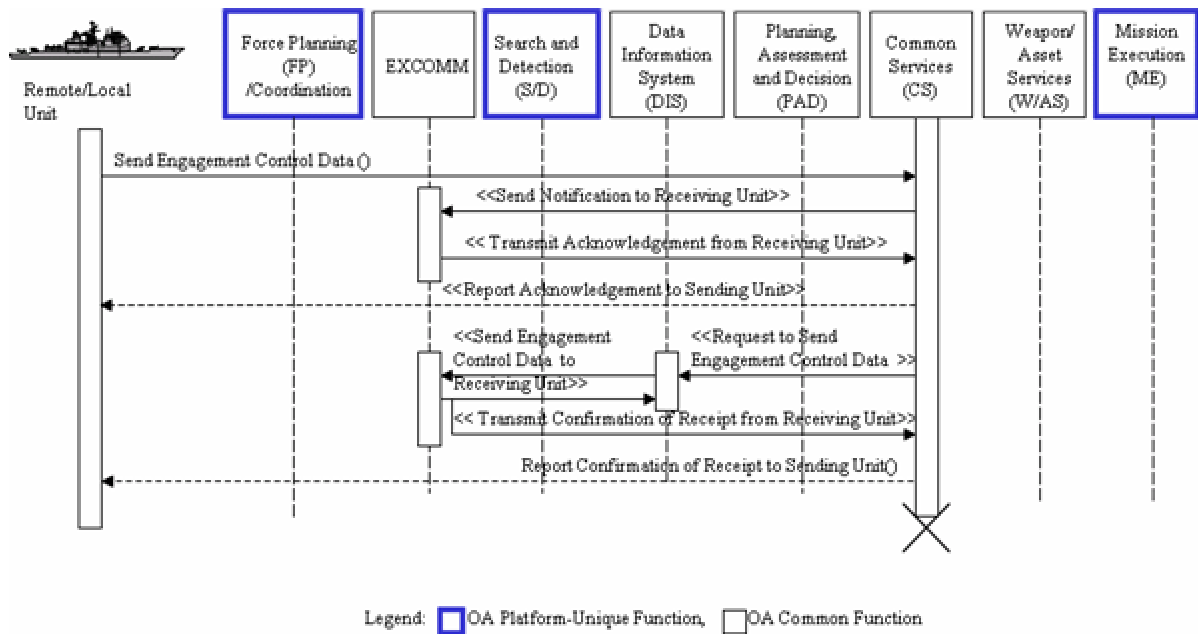 Remote/Local
Unit
Force Planning
(FP)
/Coordination
EXCOMM
Search and
Detection
(S/D)
Data
Information
System
(DIS)
Planning,
Assessment
and Decision
(PAD)
Common
Services
(CS)
Weapon/
Asset
Services
(W/AS)
Mission
Execution
(ME)
Send Engagement Control Data ()
<<Send Notification to Receiving Unit>>
<< Transmit Acknowledgement from Receiving Unit>>
<<Report Acknowledgement to Sending Unit>>
<<Send Engagement
Control Data to
Receiving Unit>>
<<Request to Send
Engagement Control Data >>
<< Transmit Confirmation of Receipt from Receiving Unit>>
Report Confirmation of Receipt to Sending Unit()
Legend: OA Platform-Unique Function, OA Common Function